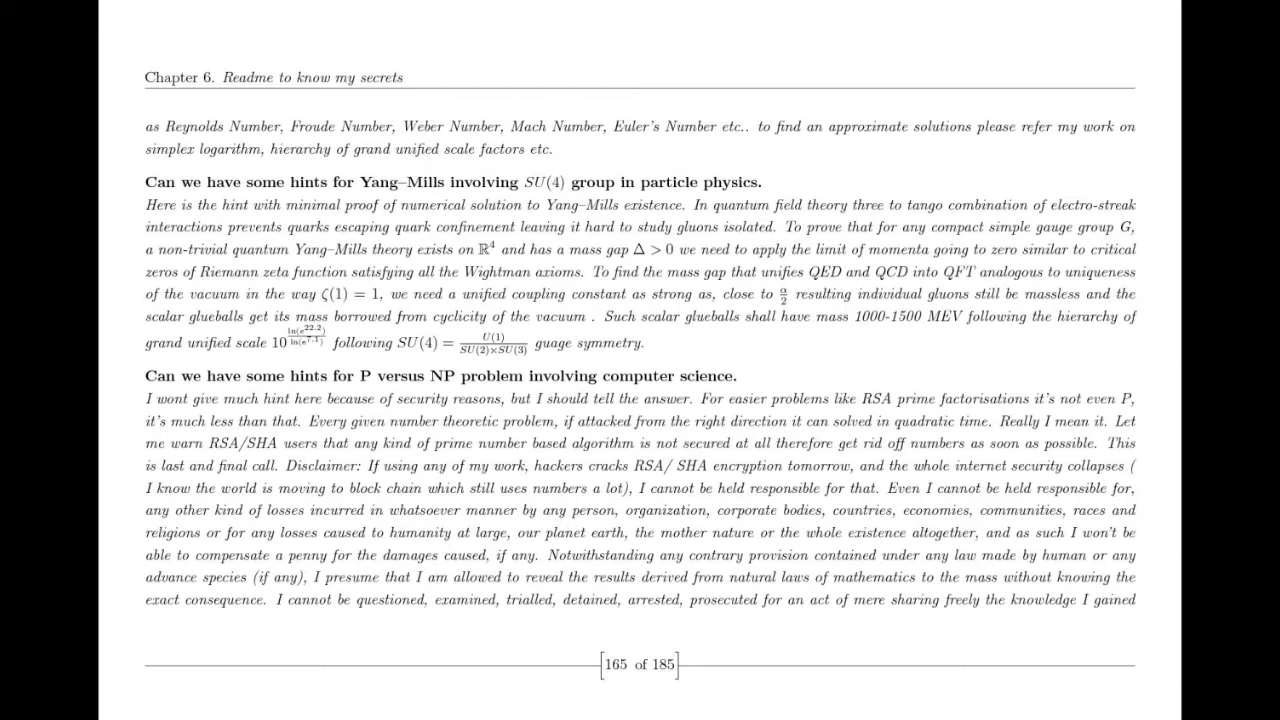 Chapter 6. Readme to know my secrets
as Reynolds Number, Froude Number, Weber Number, Mach Number, Euler's Number etc.. to find an approximate solutions please refer my work on
simplex logarithm, hierarchy of grand unified scale factors etc.
Can we have some hints for Yang–Mills involving SU(4) group in particle physics.
Here is the hint with minimal proof of numerical solution to Yang–Mills existence. In quantum field theory three to tango combination of electro-streak
interactions prevents quarks escaping quark confinement leaving it hard to study gluons isolated. To prove that for any compact simple gauge group G,
a non-trivial quantum Yang–Mills theory exists on ℝ⁴ and has a mass gap Δ > 0 we need to apply the limit of momenta going to zero similar to critical
zeros of Riemann zeta function satisfying all the Wightman axioms. To find the mass gap that unifies QED and QCD into QFT analogous to uniqueness
of the vacuum in the way ζ(1) = 1, we need a unified coupling constant as strong as, close to α/2 resulting individual gluons still be massless and the
scalar glueballs get its mass borrowed from cyclicity of the vacuum . Such scalar glueballs shall have mass 1000-1500 MEV following the hierarchy of
grand unified scale 10^(ln(e^22.2)/ln(e^7.1)) following SU(4) = U(1)/SU(2)×SU(3) guage symmetry.
Can we have some hints for P versus NP problem involving computer science.
I wont give much hint here because of security reasons, but I should tell the answer. For easier problems like RSA prime factorisations it's not even P,
it's much less than that. Every given number theoretic problem, if attacked from the right direction it can solved in quadratic time. Really I mean it. Let
me warn RSA/SHA users that any kind of prime number based algorithm is not secured at all therefore get rid off numbers as soon as possible. This
is last and final call. Disclaimer: If using any of my work, hackers cracks RSA/ SHA encryption tomorrow, and the whole internet security collapses (
I know the world is moving to block chain which still uses numbers a lot), I cannot be held responsible for that. Even I cannot be held responsible for,
any other kind of losses incurred in whatsoever manner by any person, organization, corporate bodies, countries, economies, communities, races and
religions or for any losses caused to humanity at large, our planet earth, the mother nature or the whole existence altogether, and as such I won't be
able to compensate a penny for the damages caused, if any. Notwithstanding any contrary provision contained under any law made by human or any
advance species (if any), I presume that I am allowed to reveal the results derived from natural laws of mathematics to the mass without knowing the
exact consequence. I cannot be questioned, examined, trialled, detained, arrested, prosecuted for an act of mere sharing freely the knowledge I gained
165 of 185